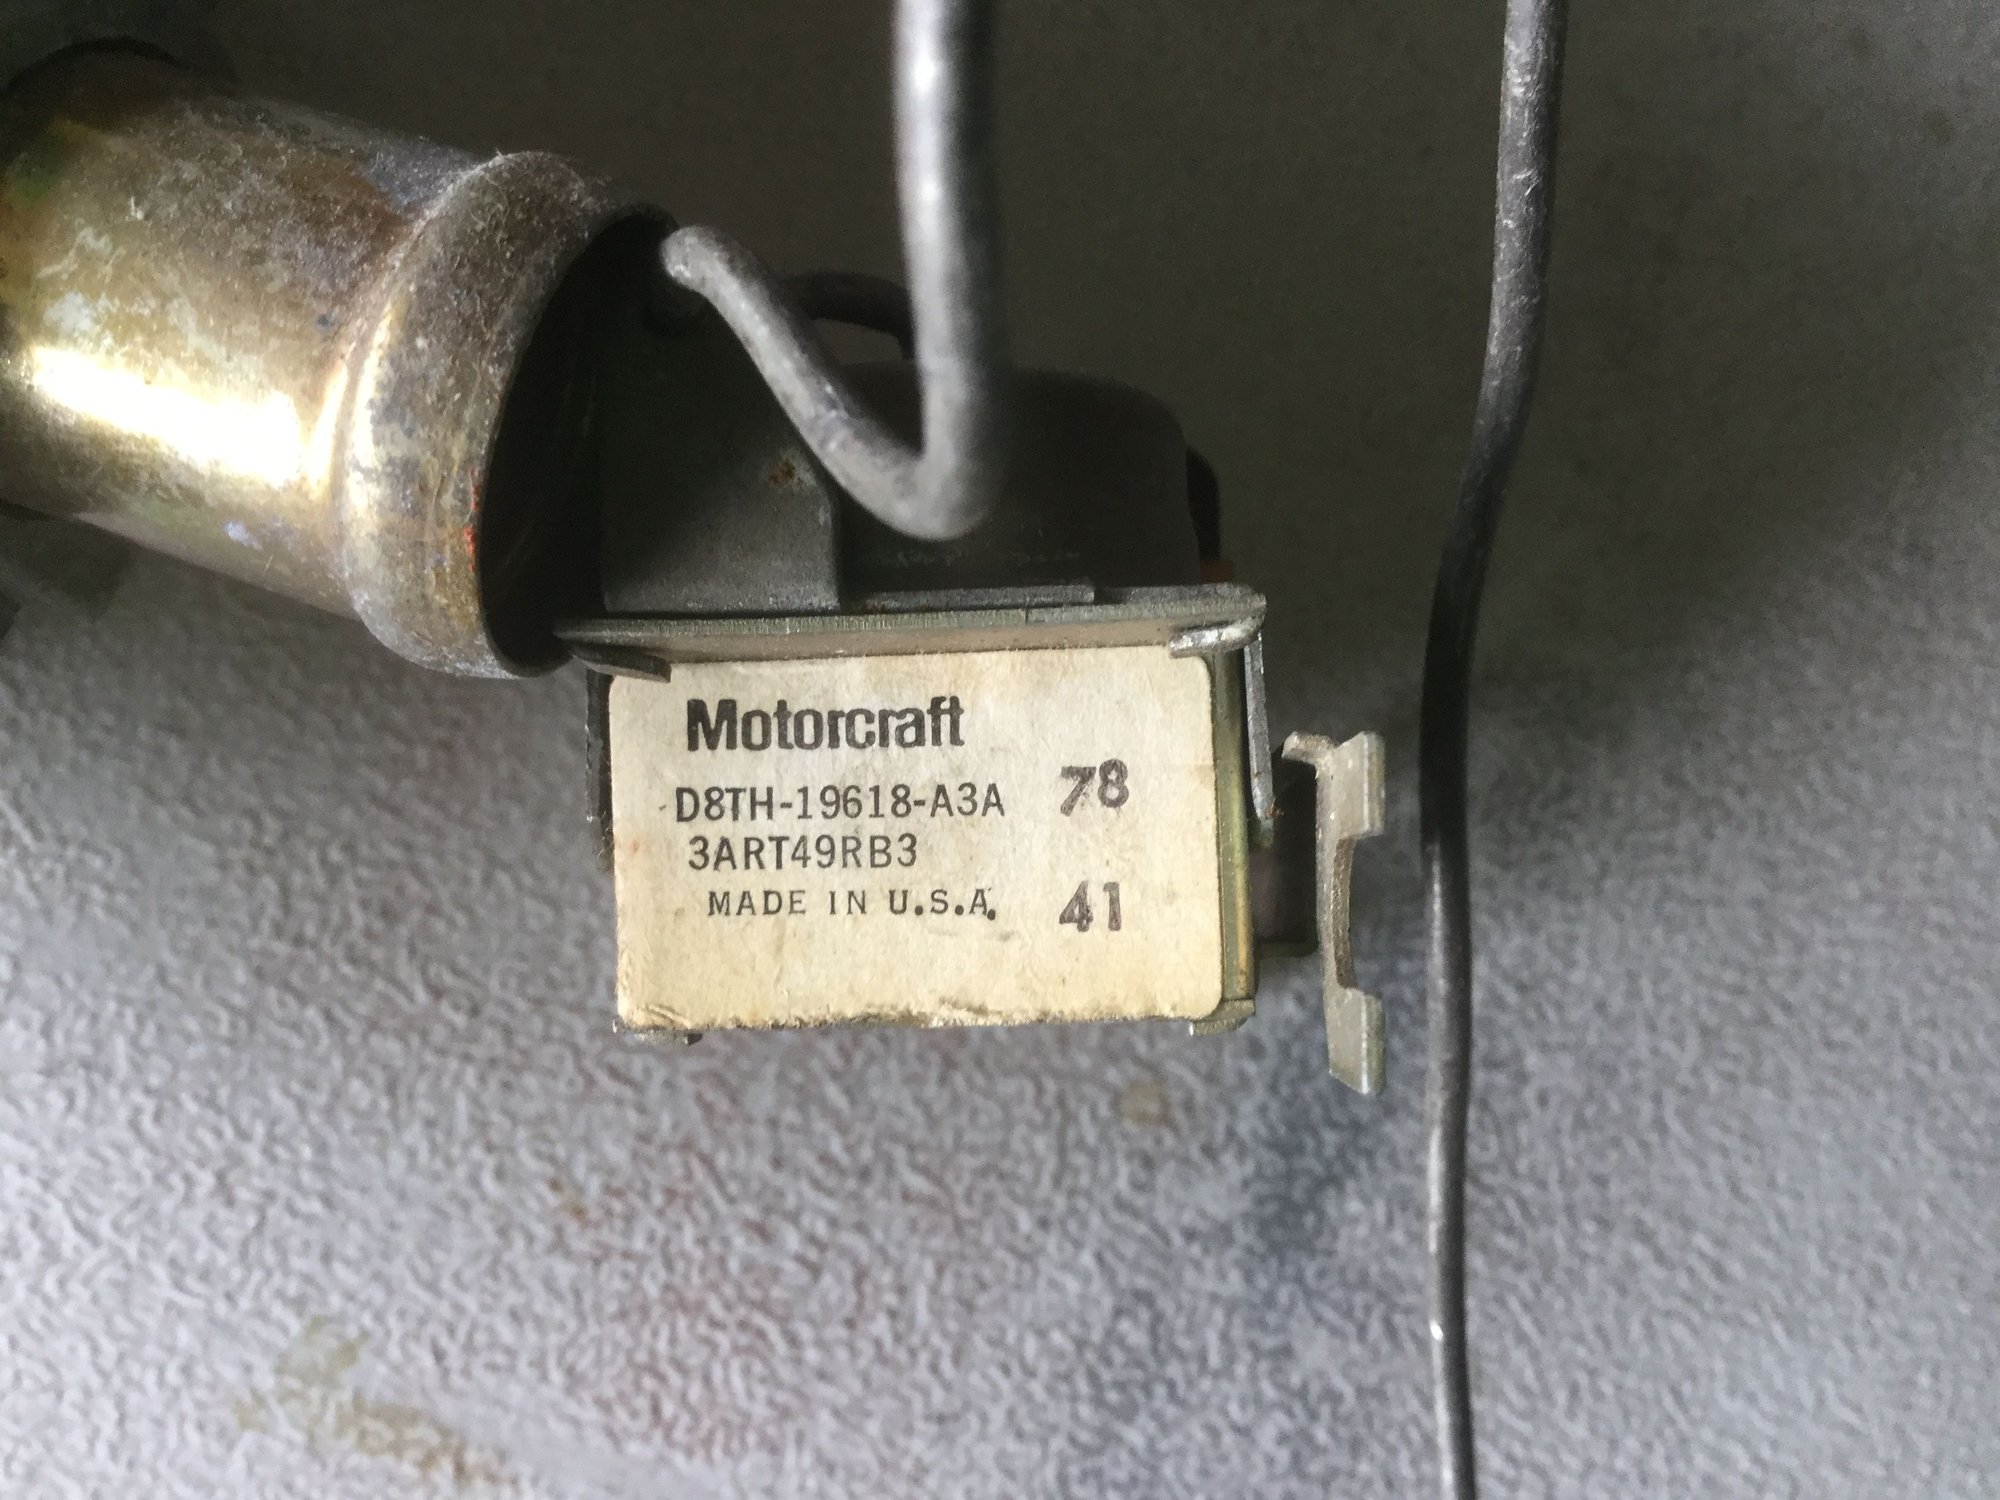 Motorcraft
D8TH-19618-A3A 78
3ART49RB3
MADE IN U.S.A. 41